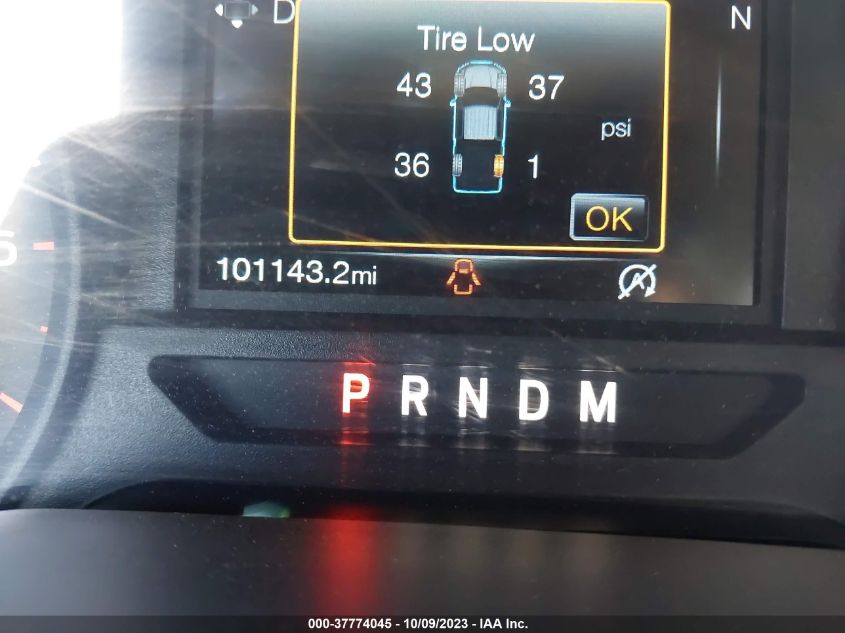 D N
Tire Low
43 37
psi
36 1
OK
101143.2mi
P R N D M
000-37774045 - 10/09/2023 - IAA Inc.